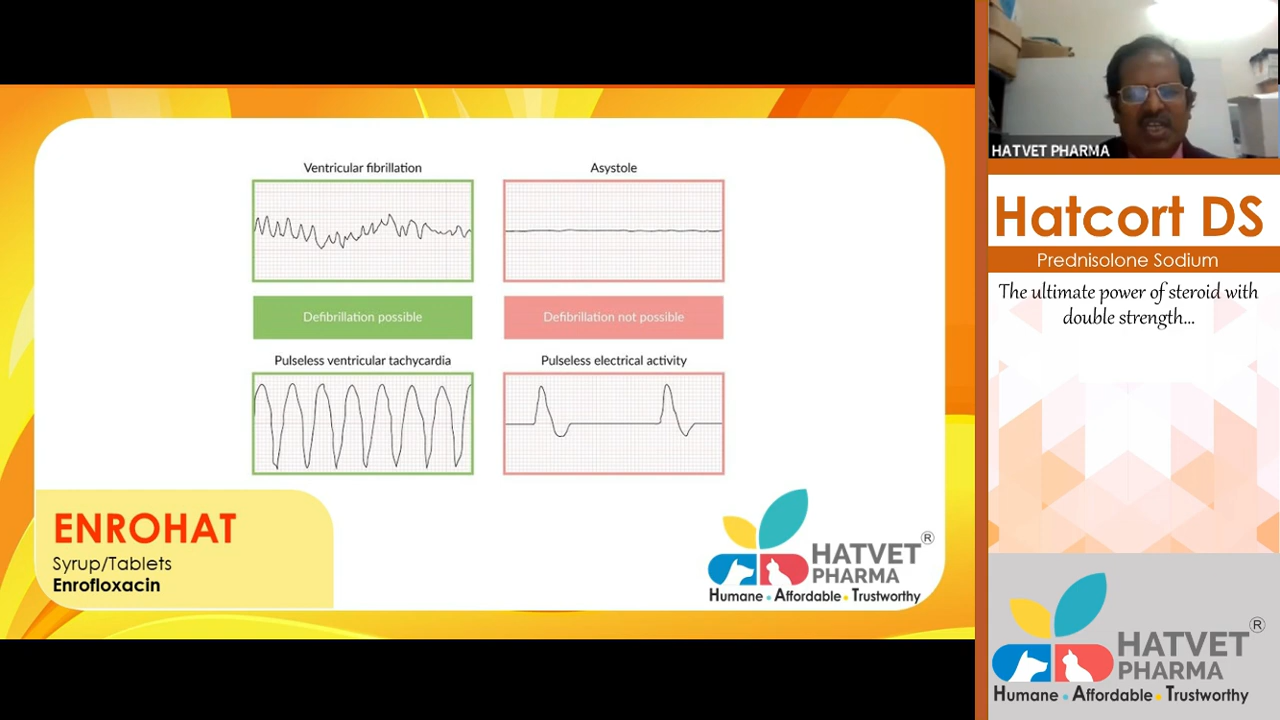 Ventricular fibrillation
Asystole
Defibrillation possible
Defibrillation not possible
Pulseless ventricular tachycardia
Pulseless electrical activity
ENROHAT
Syrup/Tablets
Enrofloxacin
HATVET ®
PHARMA
Humane • Affordable • Trustworthy
HATVET PHARMA
Hatcort DS
Prednisolone Sodium
The ultimate power of steroid with
double strength...
HATVET ®
PHARMA
Humane • Affordable • Trustworthy